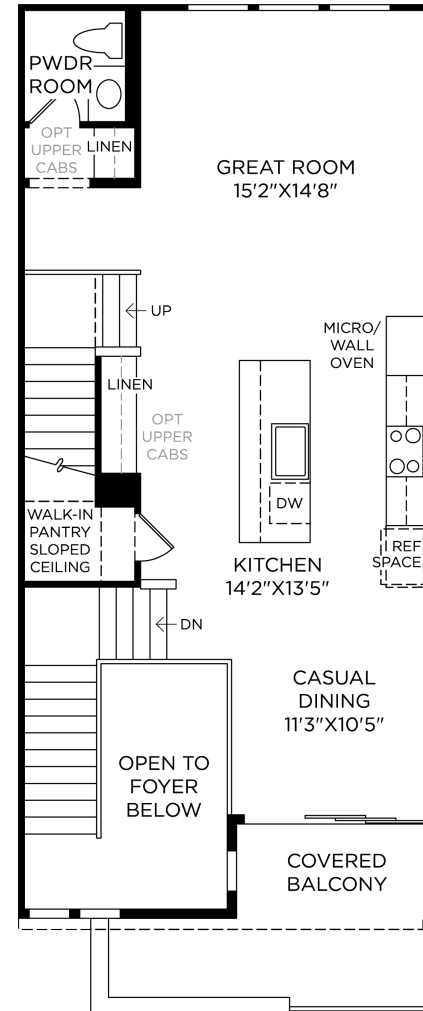 PWDR
ROOM
OPT
UPPER
CABS
LINEN
GREAT ROOM
15'2"X14'8"
UP
MICRO/
WALL
OVEN
LINEN
OPT
UPPER
CABS
DW
WALK-IN
PANTRY
SLOPED
CEILING
REF
SPACE
KITCHEN
14'2"X13'5"
DN
CASUAL
DINING
11'3"X10'5"
OPEN TO
FOYER
BELOW
COVERED
BALCONY